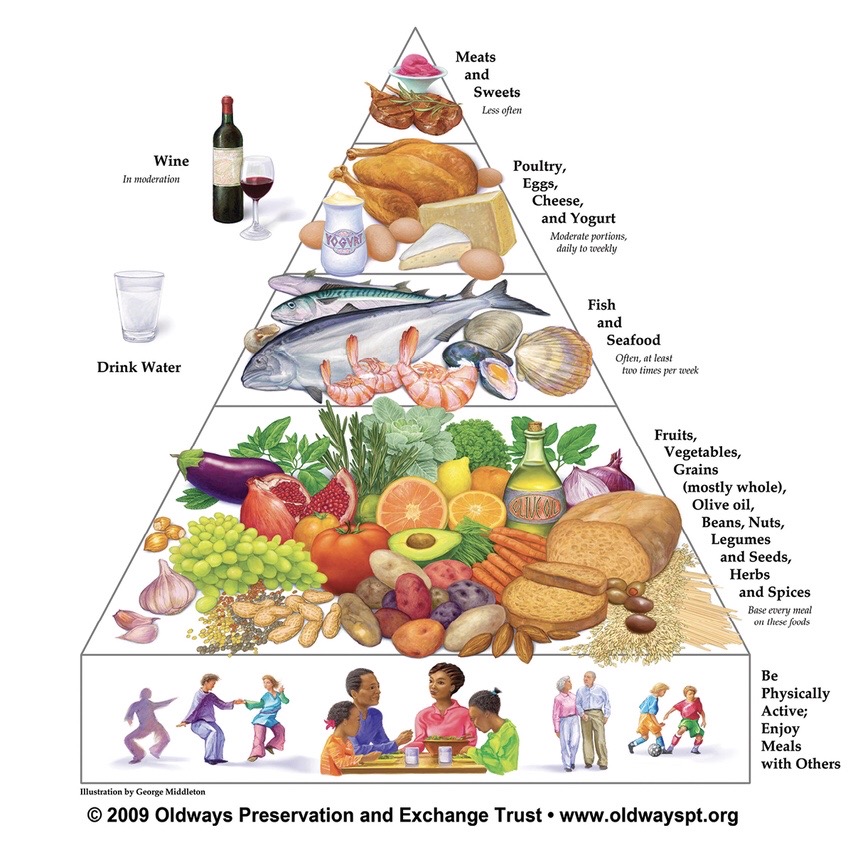 Meats
and
Sweets
Less often
Wine
In moderation
Poultry,
Eggs,
Cheese,
and Yogurt
Moderate portions,
daily to weekly
YOGURT
Drink Water
Fish
and
Seafood
Often, at least
two times per week
Fruits,
Vegetables,
Grains
(mostly whole),
Olive oil,
Beans, Nuts,
Legumes
and Seeds,
Herbs
and Spices
Base every meal
on these foods
OLIVE OIL
Be
Physically
Active;
Enjoy
Meals
with Others
Illustration by George Middleton
© 2009 Oldways Preservation and Exchange Trust • www.oldwayspt.org